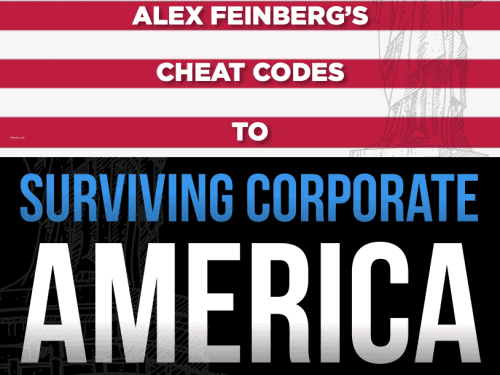 ALEX FEINBERG'S
CHEAT CODES
TO
SURVIVING CORPORATE
AMERICA